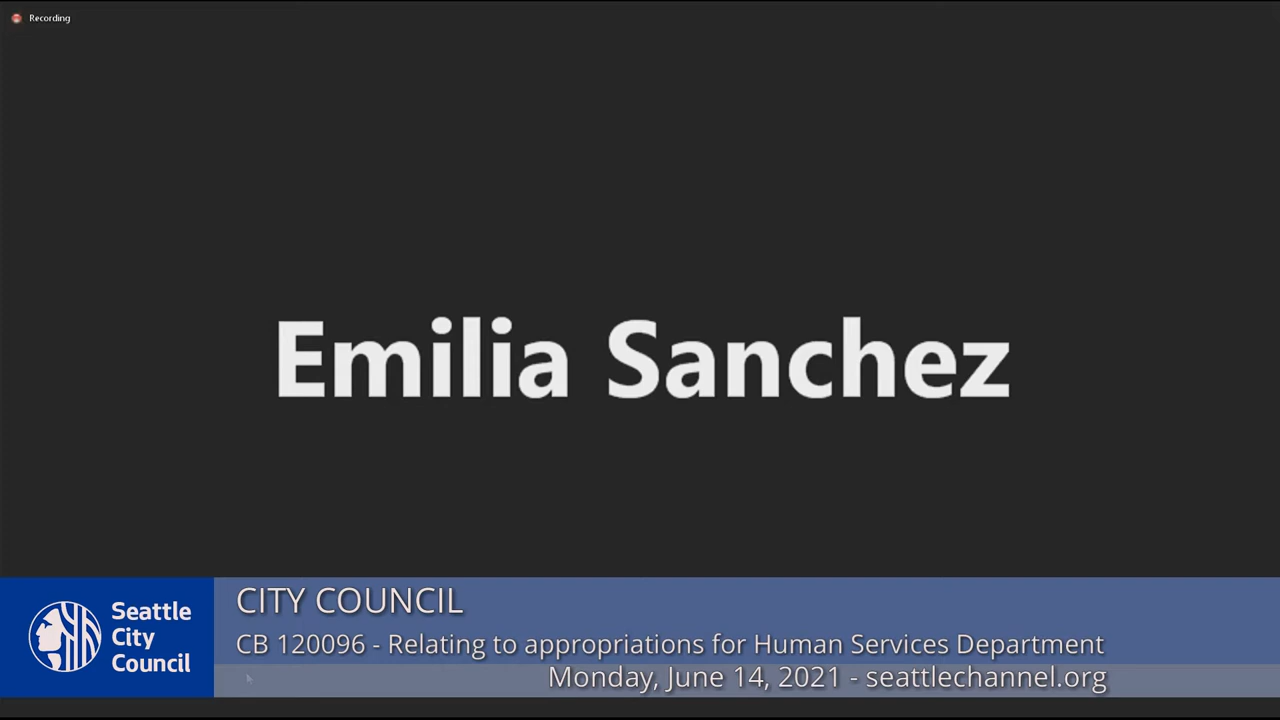 Recording
Emilia Sanchez
Seattle
City
Council
CITY COUNCIL
CB 120096 - Relating to appropriations for Human Services Department
Monday, June 14, 2021 - seattlechannel.org